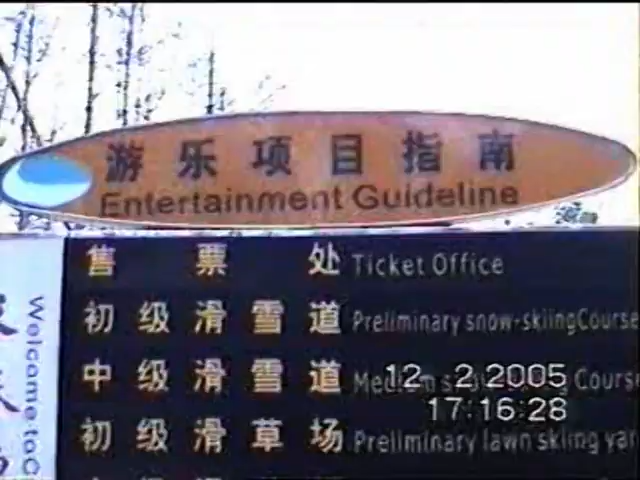 游乐项目指南
Entertainment Guideline
售票处 Ticket Office
初级滑雪道 Preliminary snow-skiingCourse
中级滑雪道 Cours
初级滑草场 Preliminary lawn skiing yar
Welcome to C
12- 2 2005
17:16:28